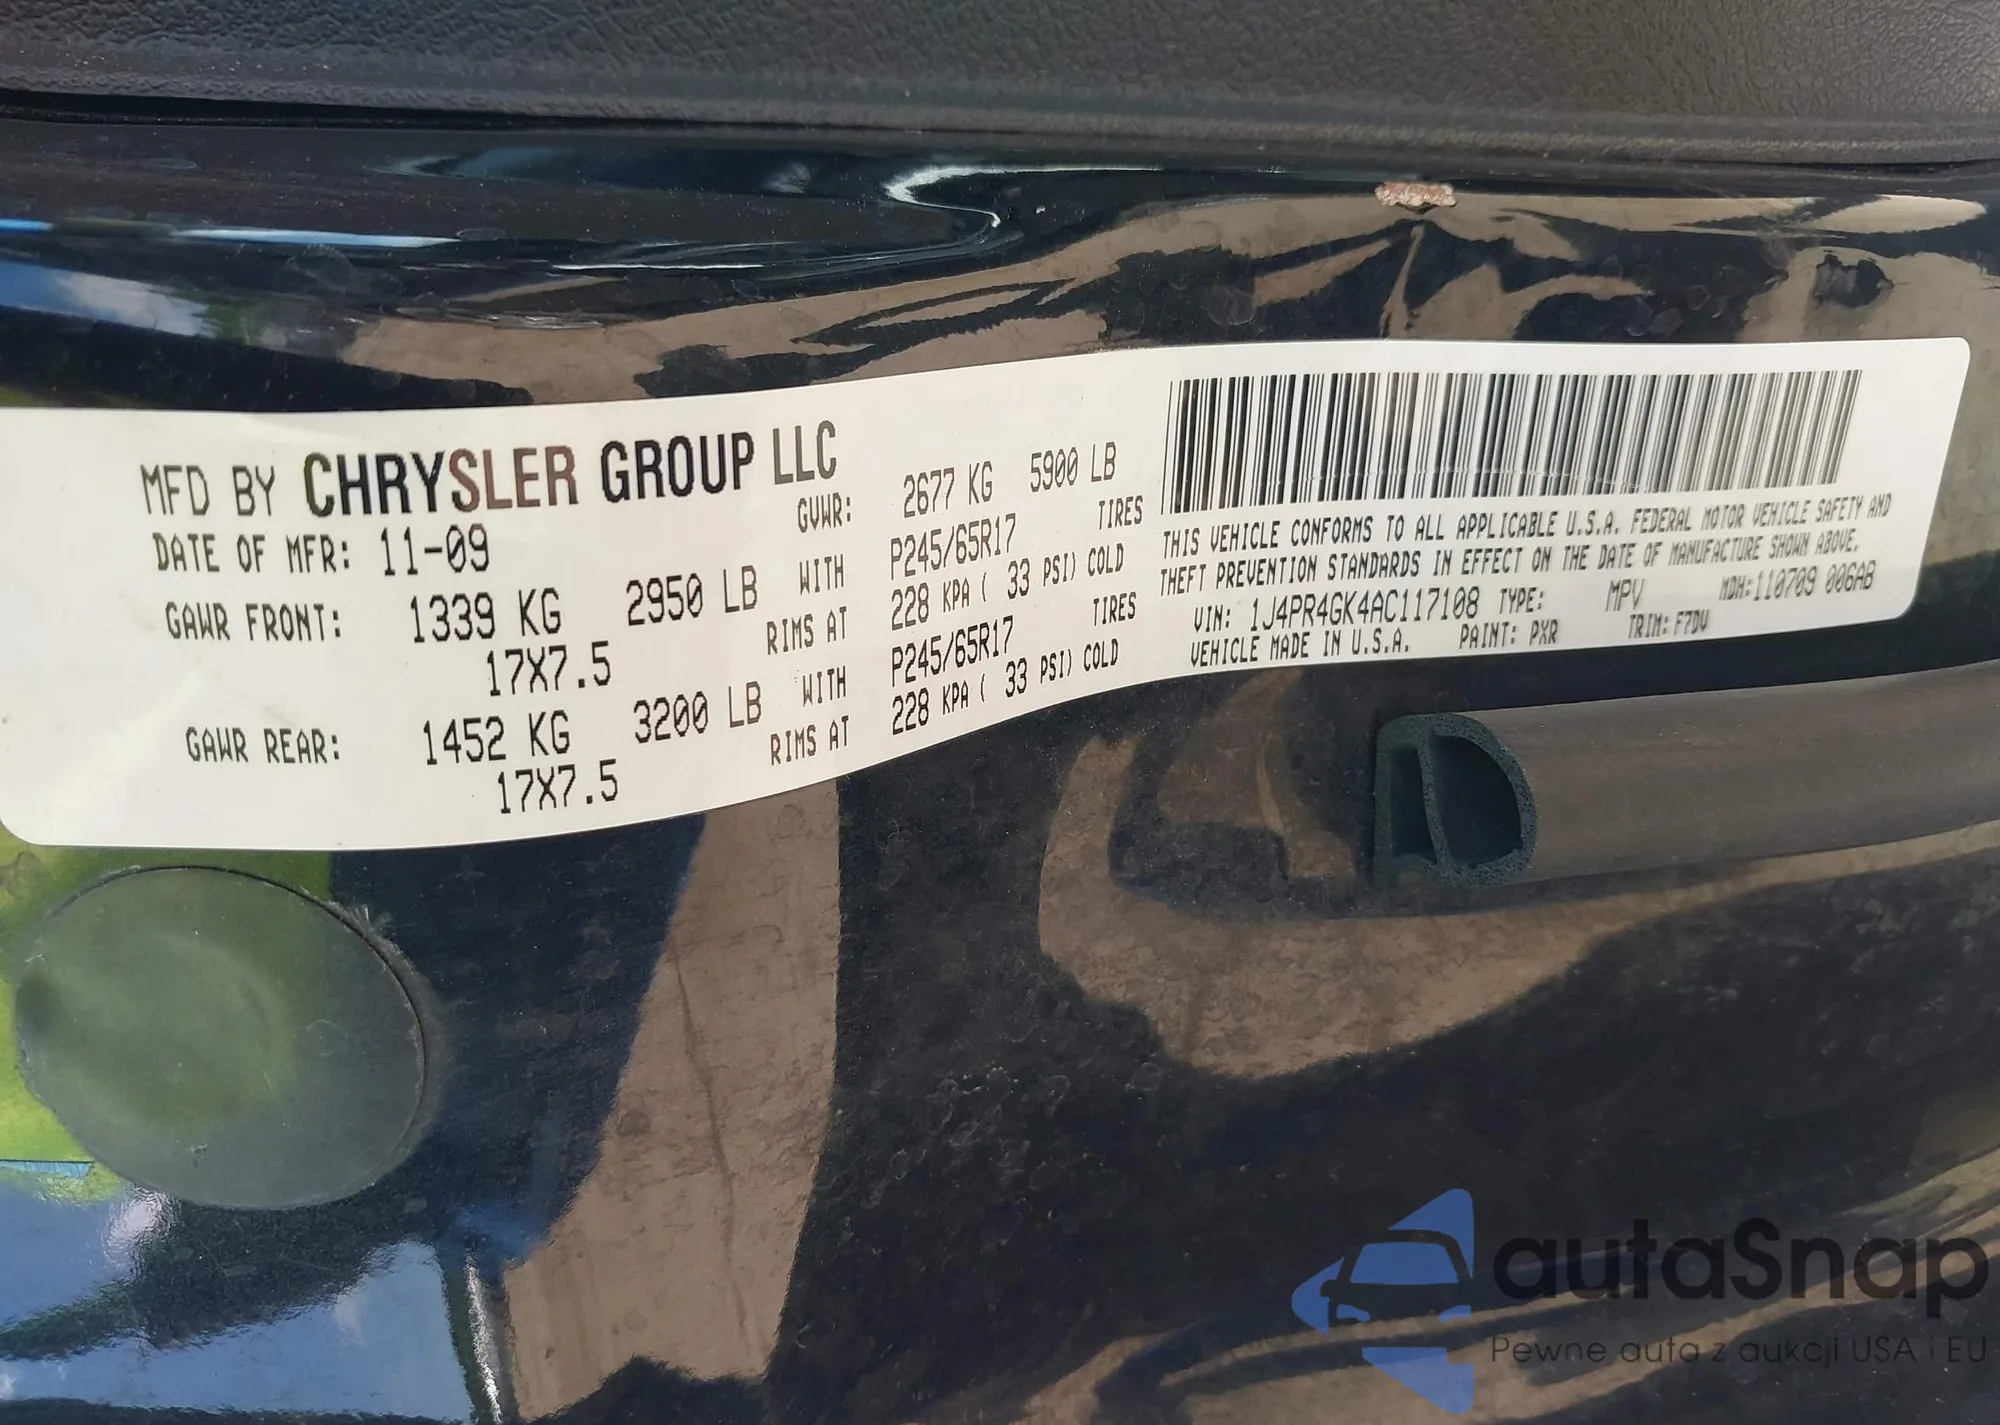 MFD BY CHRYSLER GROUP LLC
DATE OF MFR: 11-09 GVWR: 2677 KG 5900 LB
GAWR FRONT: 1339 KG 2950 LB WITH P245/65R17 TIRES
17X7.5 RIMS AT 228 KPA ( 33 PSI) COLD
GAWR REAR: 1452 KG 3200 LB WITH P245/65R17 TIRES
17X7.5 RIMS AT 228 KPA ( 33 PSI) COLD
THIS VEHICLE CONFORMS TO ALL APPLICABLE U.S.A. FEDERAL MOTOR VEHICLE SAFETY AND
THEFT PREVENTION STANDARDS IN EFFECT ON THE DATE OF MANUFACTURE SHOWN ABOVE.
VIN: 1J4PR4GK4AC117108 TYPE: MPV MDH:110709 006AB
VEHICLE MADE IN U.S.A. PAINT: PXR TRIM: F7DV
autaSnap
Pewne auta z aukcji USA i EU